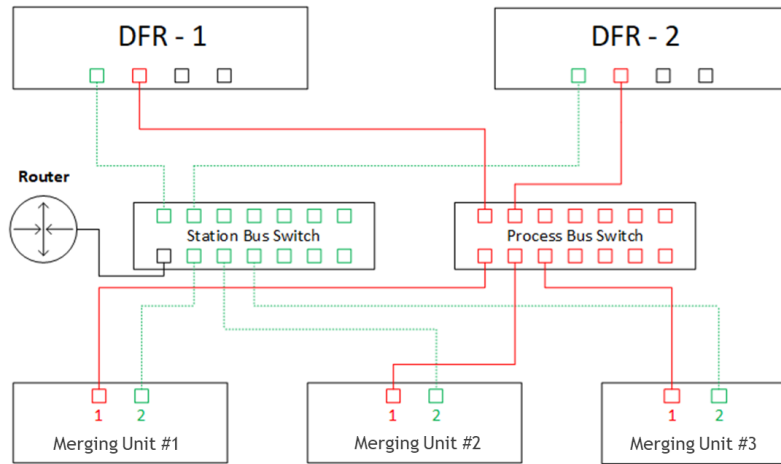 DFR - 1
DFR - 2
Router
Station Bus Switch
Process Bus Switch
1 2
Merging Unit #1
1 2
Merging Unit #2
1 2
Merging Unit #3